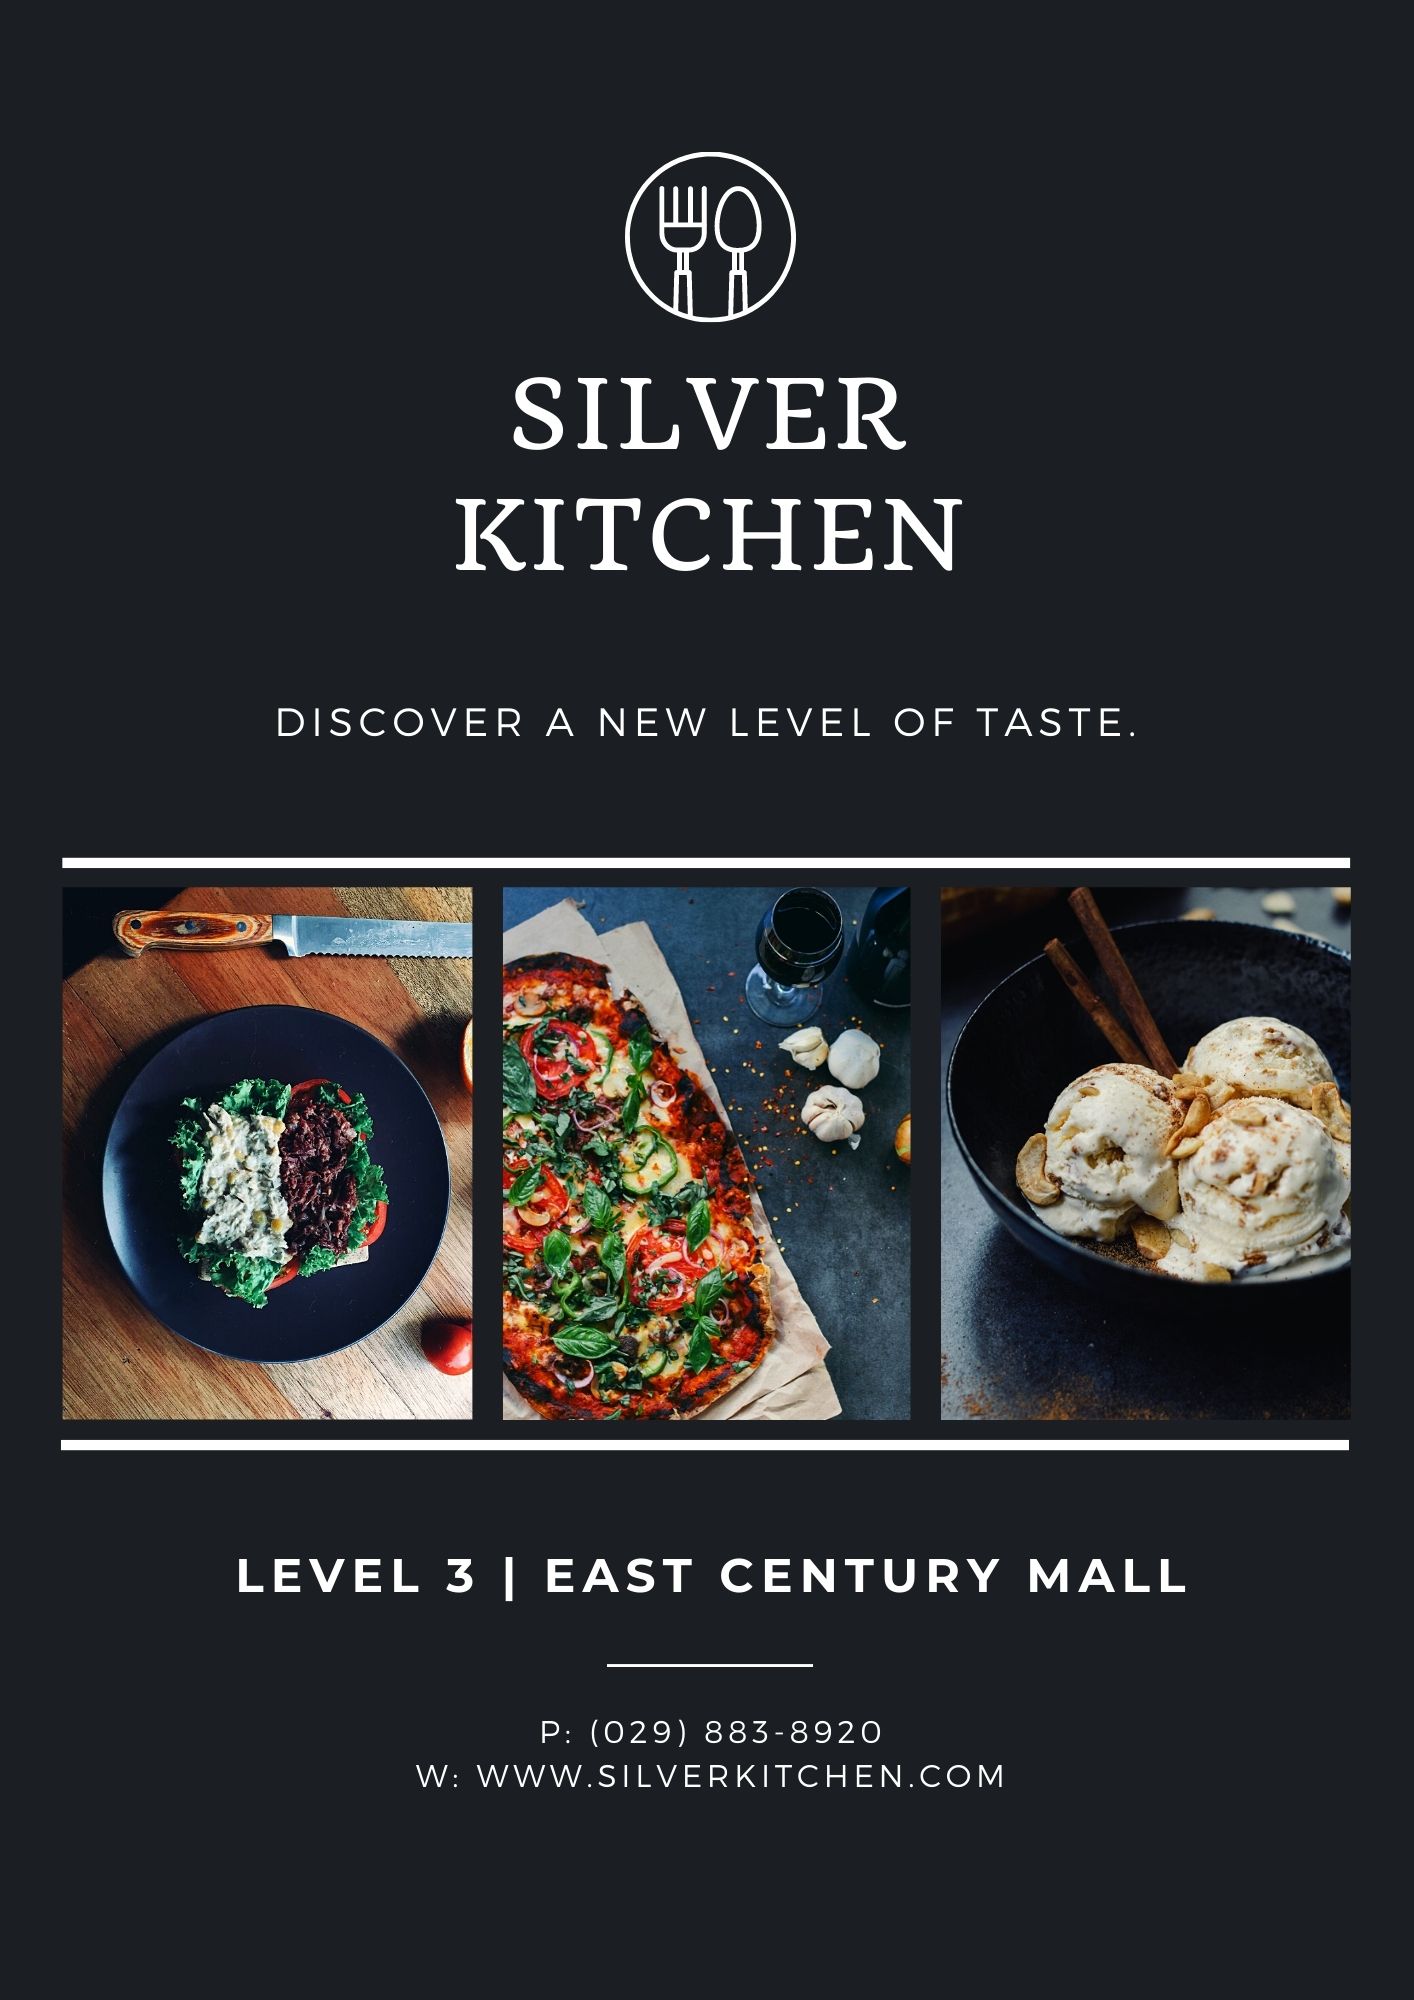 SILVER
KITCHEN
DISCOVER A NEW LEVEL OF TASTE.
LEVEL 3 | EAST CENTURY MALL
P: (029) 883-8920
W: WWW.SILVERKITCHEN.COM